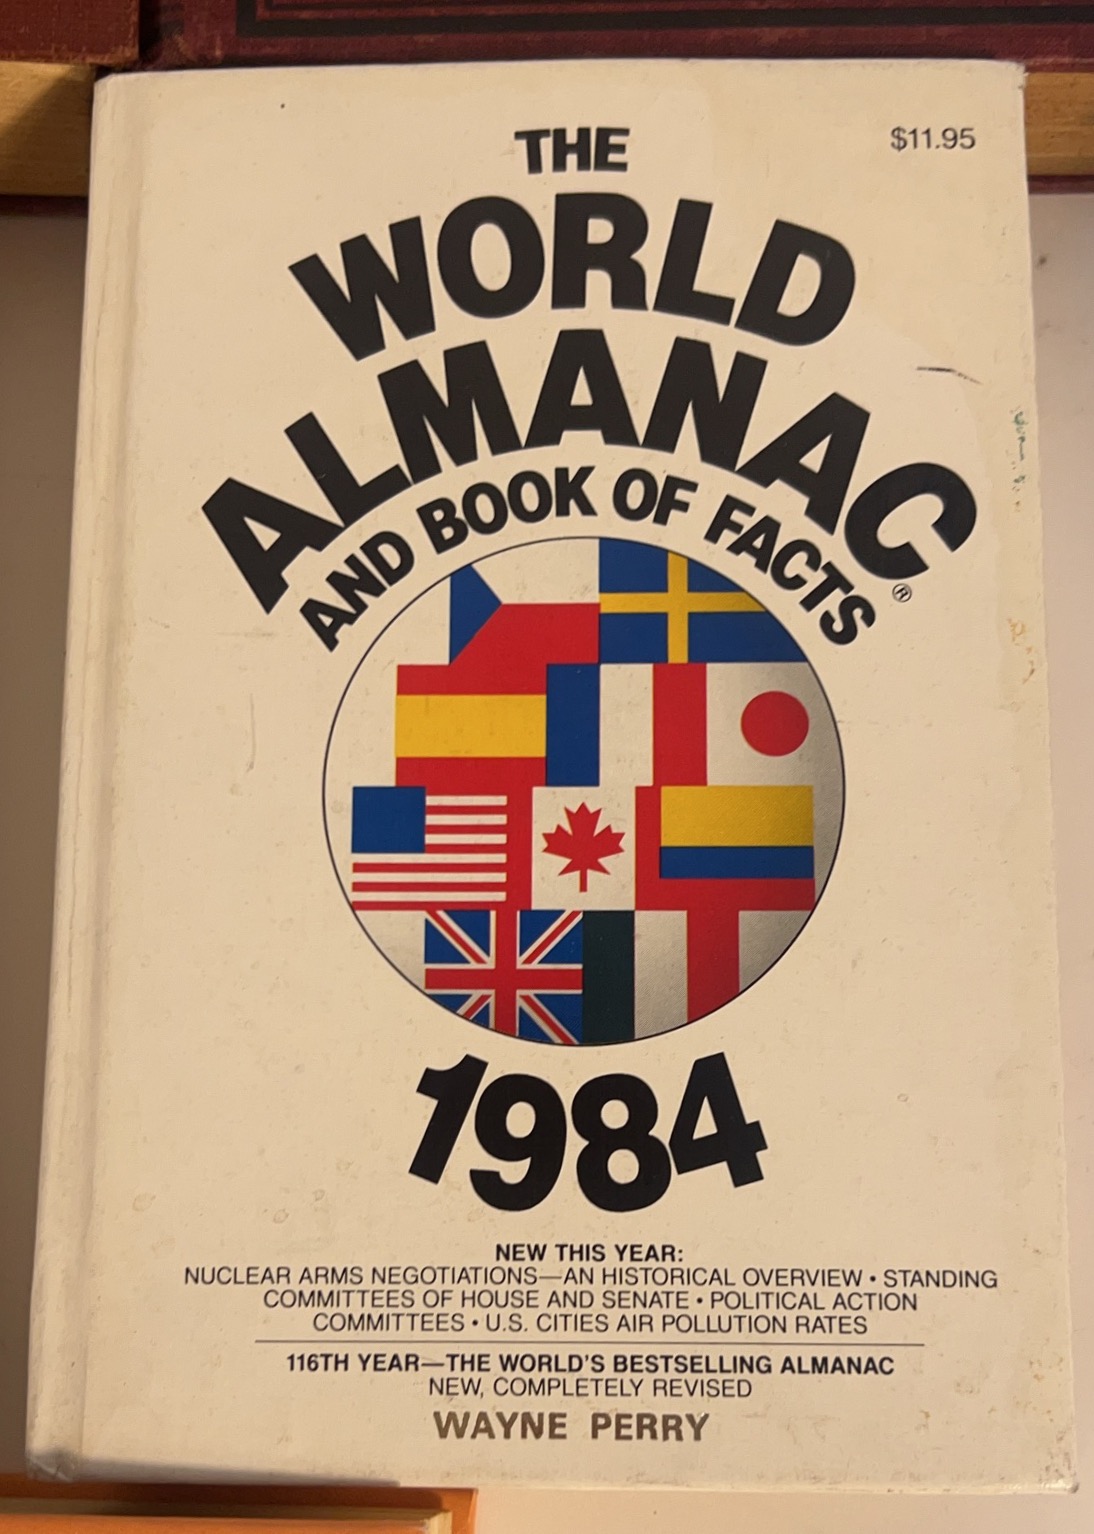 THE
$11.95
WORLD
ALMANAC®
AND BOOK OF FACTS
1984
NEW THIS YEAR:
NUCLEAR ARMS NEGOTIATIONS—AN HISTORICAL OVERVIEW • STANDING
COMMITTEES OF HOUSE AND SENATE • POLITICAL ACTION
COMMITTEES • U.S. CITIES AIR POLLUTION RATES
116TH YEAR—THE WORLD'S BESTSELLING ALMANAC
NEW, COMPLETELY REVISED
WAYNE PERRY